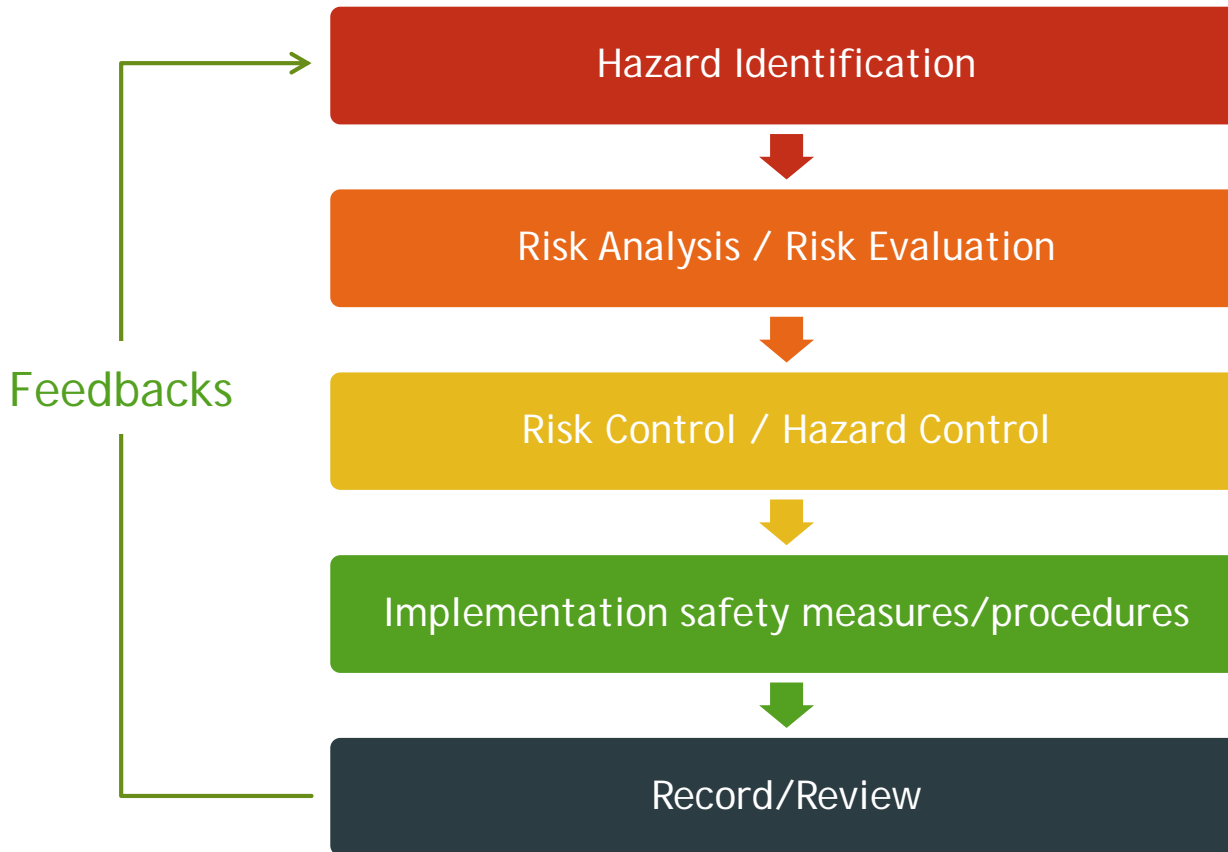 Hazard Identification
Risk Analysis / Risk Evaluation
Feedbacks
Risk Control / Hazard Control
Implementation safety measures/procedures
Record/Review